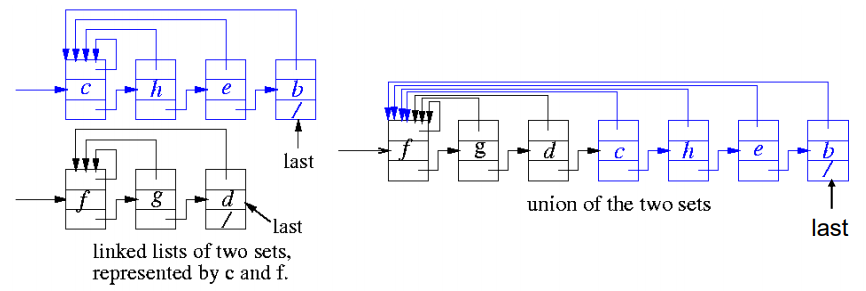 c h e b
/
last
f g d
/
last
linked lists of two sets,
represented by c and f.
f g d c h e b
/
union of the two sets
last